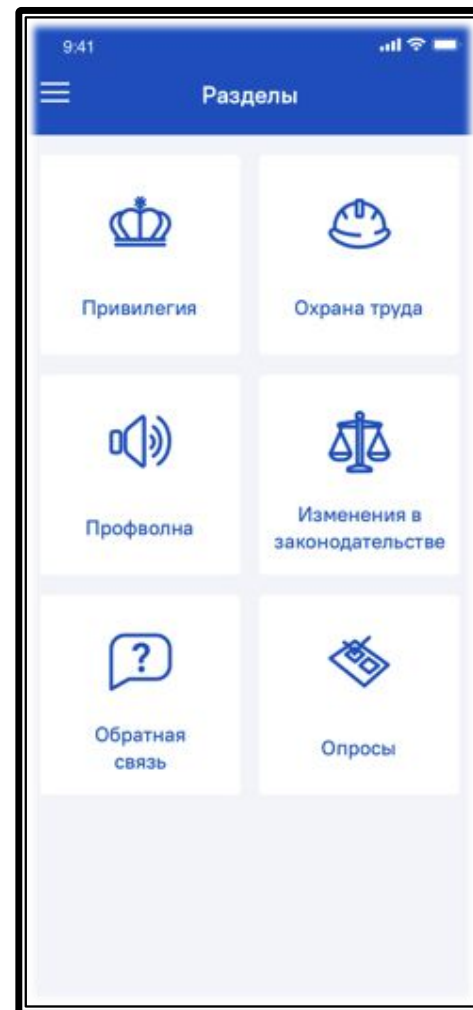 9:41
Разделы
Привилегия
Охрана труда
Профволна
Изменения в
законодательстве
?
Обратная
связь
Опросы